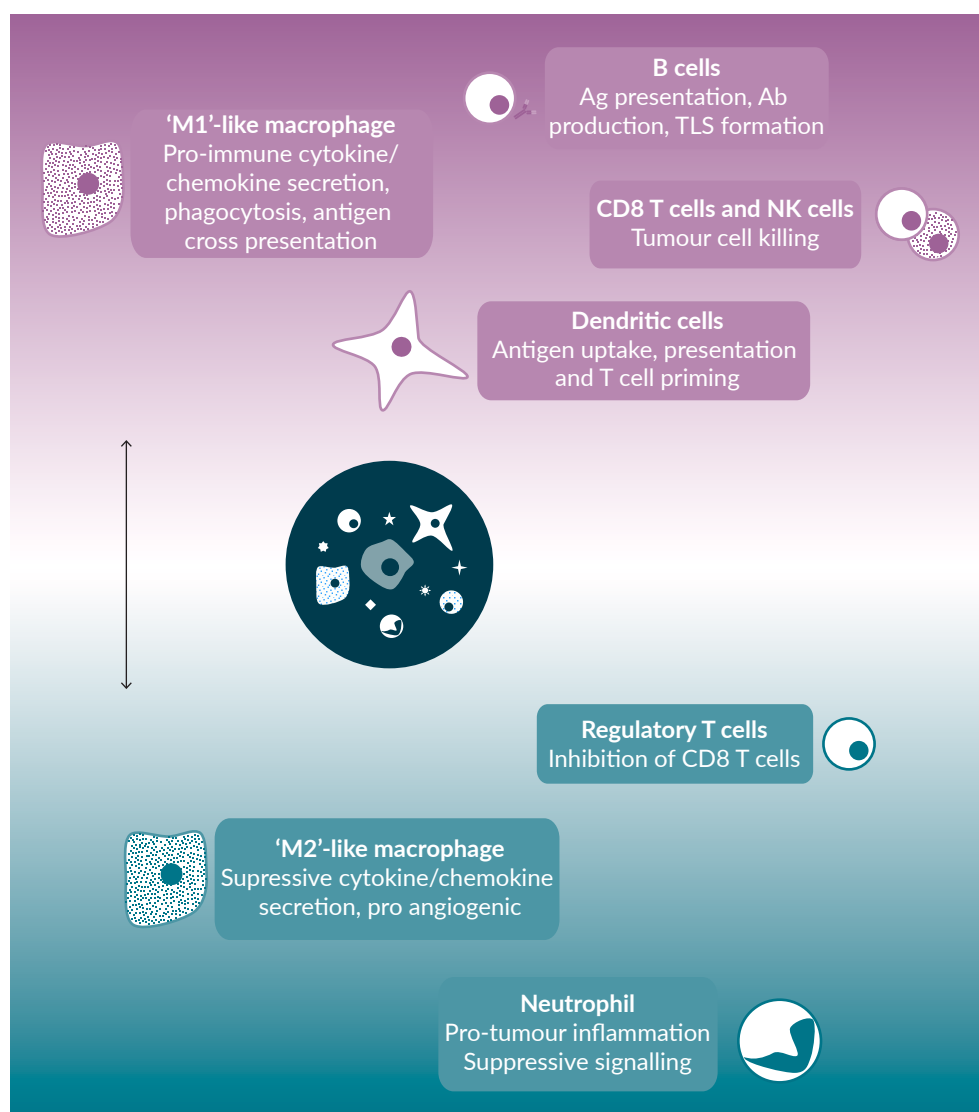 B cells
Ag presentation, Ab
production, TLS formation
‘M1’-like macrophage
Pro-immune cytokine/
chemokine secretion,
phagocytosis, antigen
cross presentation
CD8 T cells and NK cells
Tumour cell killing
Dendritic cells
Antigen uptake, presentation
and T cell priming
Regulatory T cells
Inhibition of CD8 T cells
‘M2’-like macrophage
Supressive cytokine/chemokine
secretion, pro angiogenic
Neutrophil
Pro-tumour inflammation
Suppressive signalling